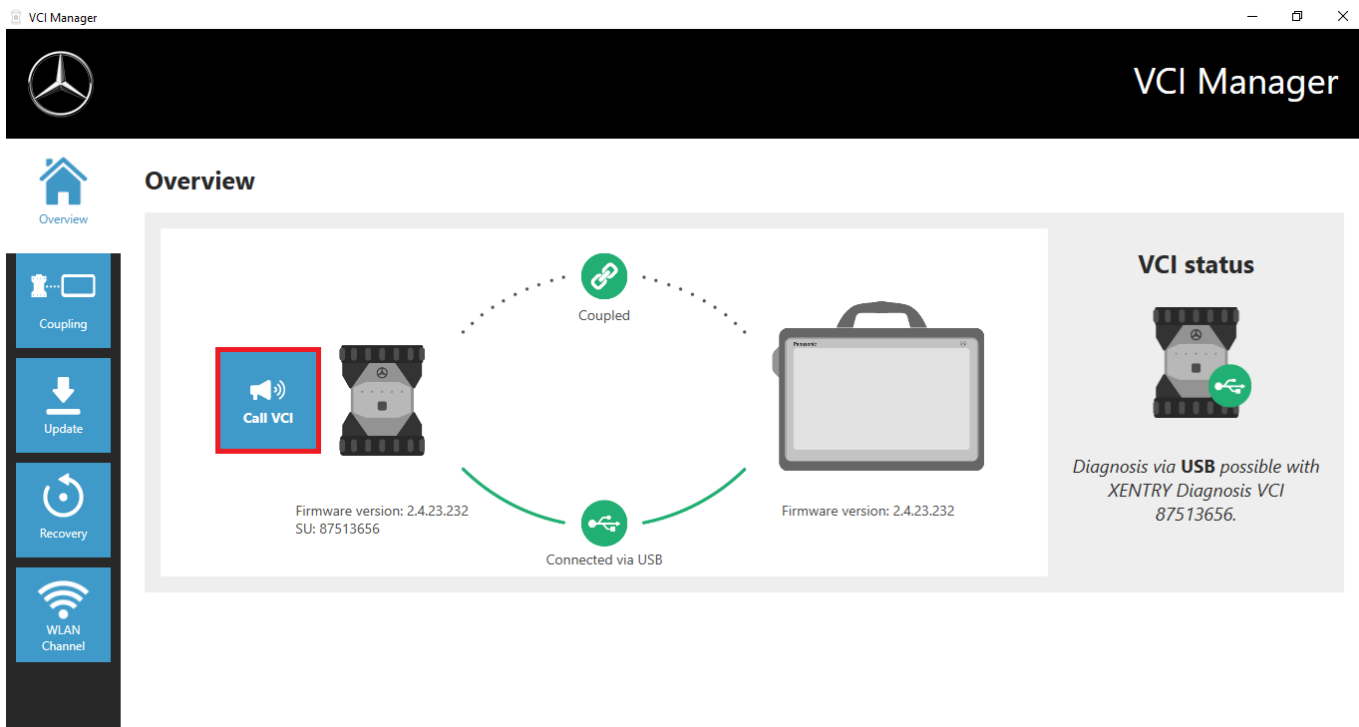 VCI Manager
VCI Manager
Overview
Coupling
Update
Recovery
WLAN
Channel
Overview
Coupled
Call VCI
Panasonic
Firmware version: 2.4.23.232
SU: 87513656
Connected via USB
Firmware version: 2.4.23.232
VCI status
Diagnosis via USB possible with
XENTRY Diagnosis VCI
87513656.